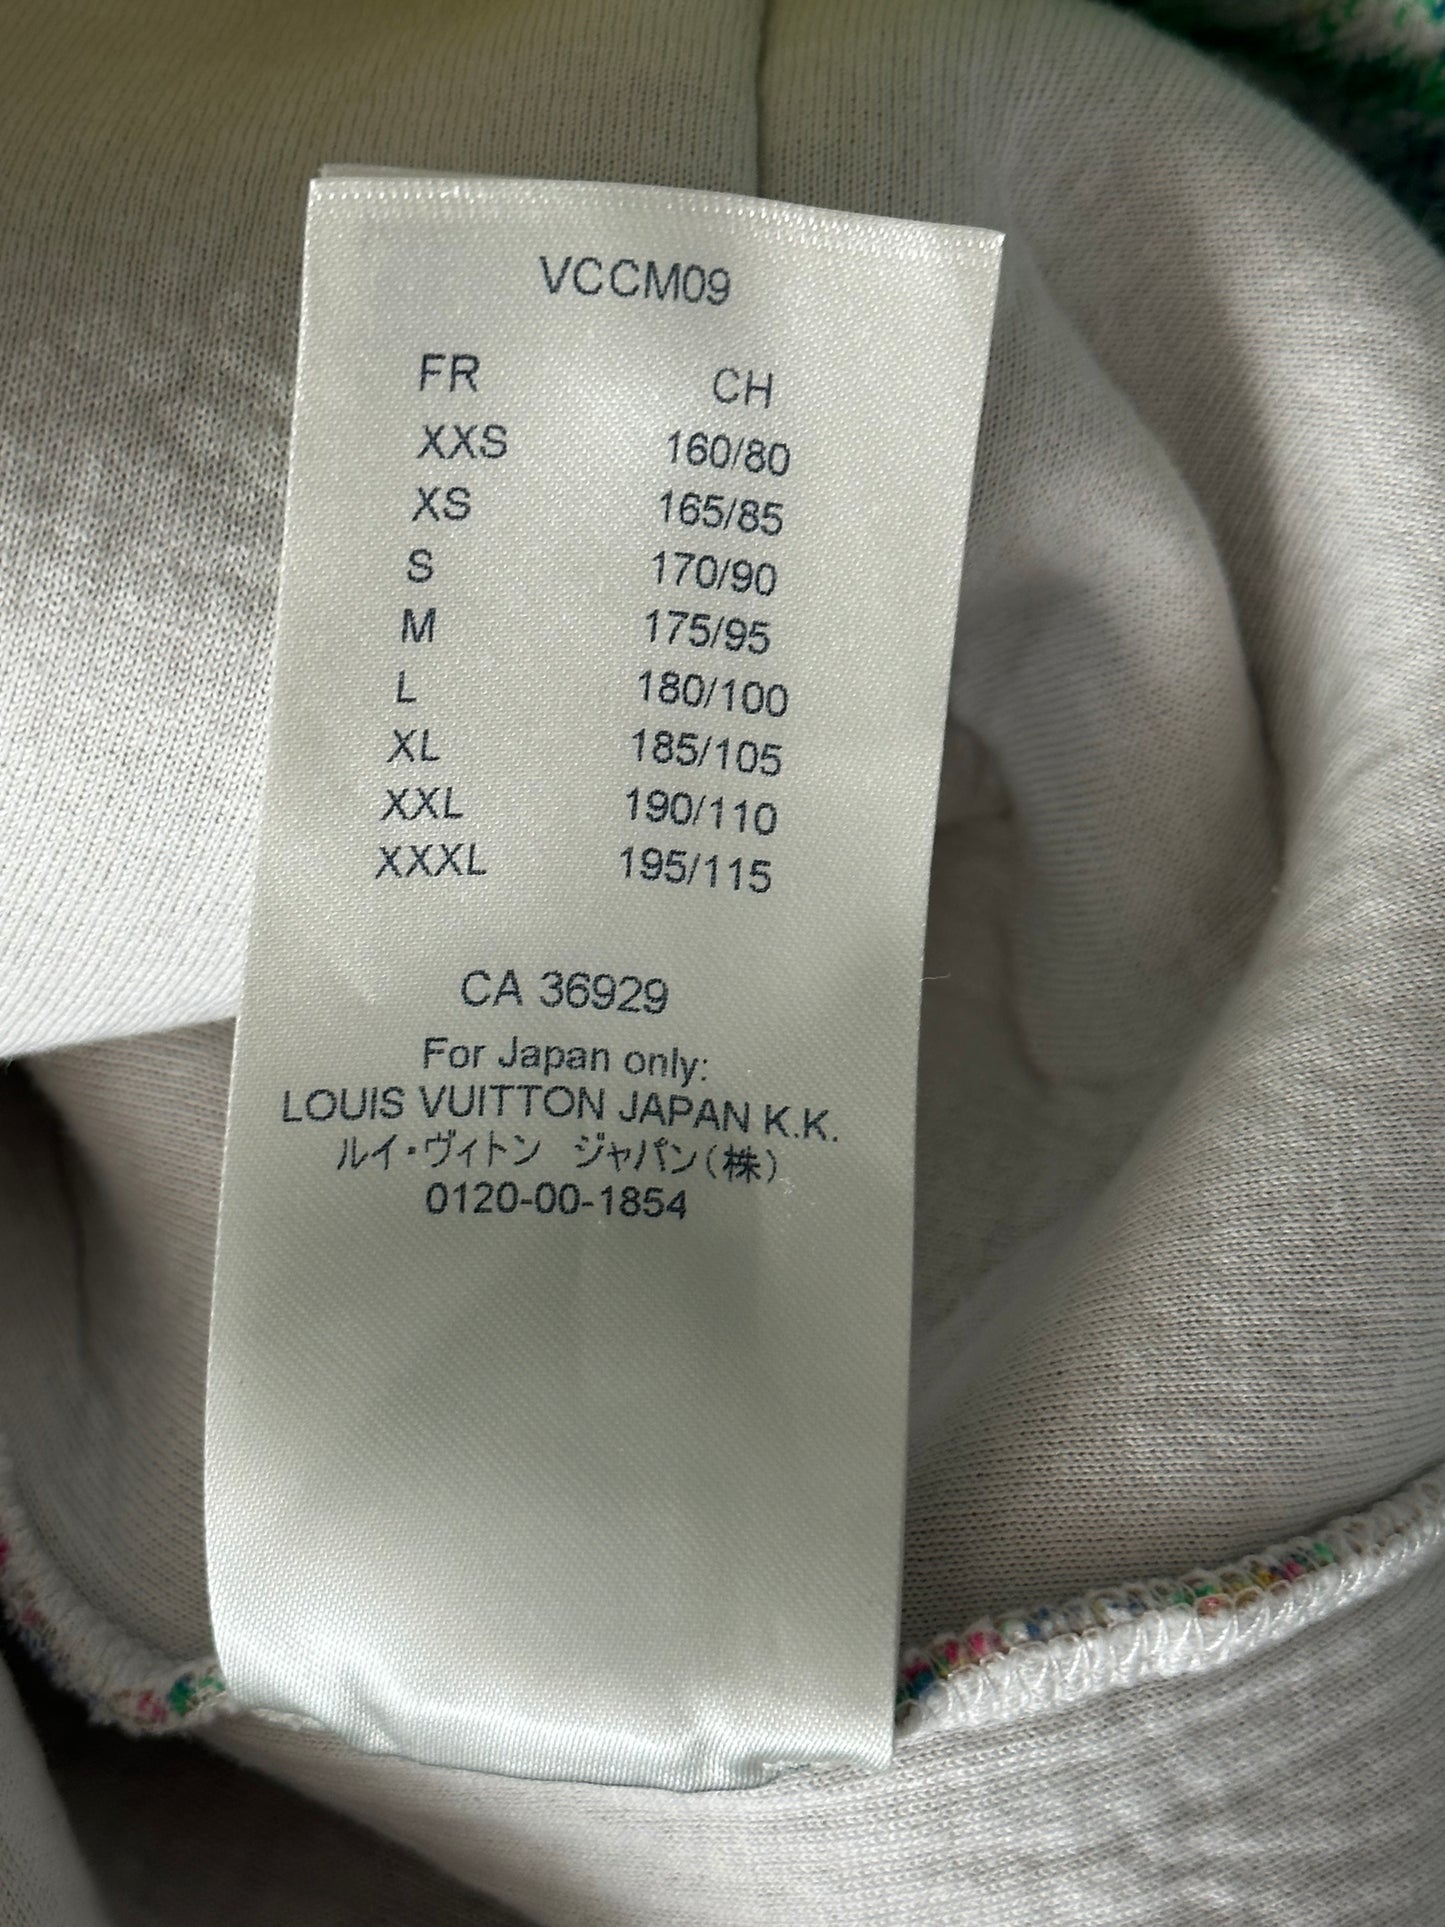 VCCM09
FR CH
XXS 160/80
XS 165/85
S 170/90
M 175/95
L 180/100
XL 185/105
XXL 190/110
XXXL 195/115
CA 36929
For Japan only:
LOUIS VUITTON JAPAN K.K.
ルイ・ヴィトン ジャパン(株)
0120-00-1854